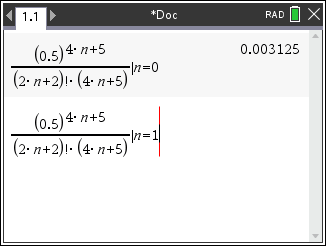 1.1
*Doc
RAD
(0.5)^(4·n+5)
(2·n+2)!·(4·n+5) |n=0
0.003125
(0.5)^(4·n+5)
(2·n+2)!·(4·n+5) |n=1